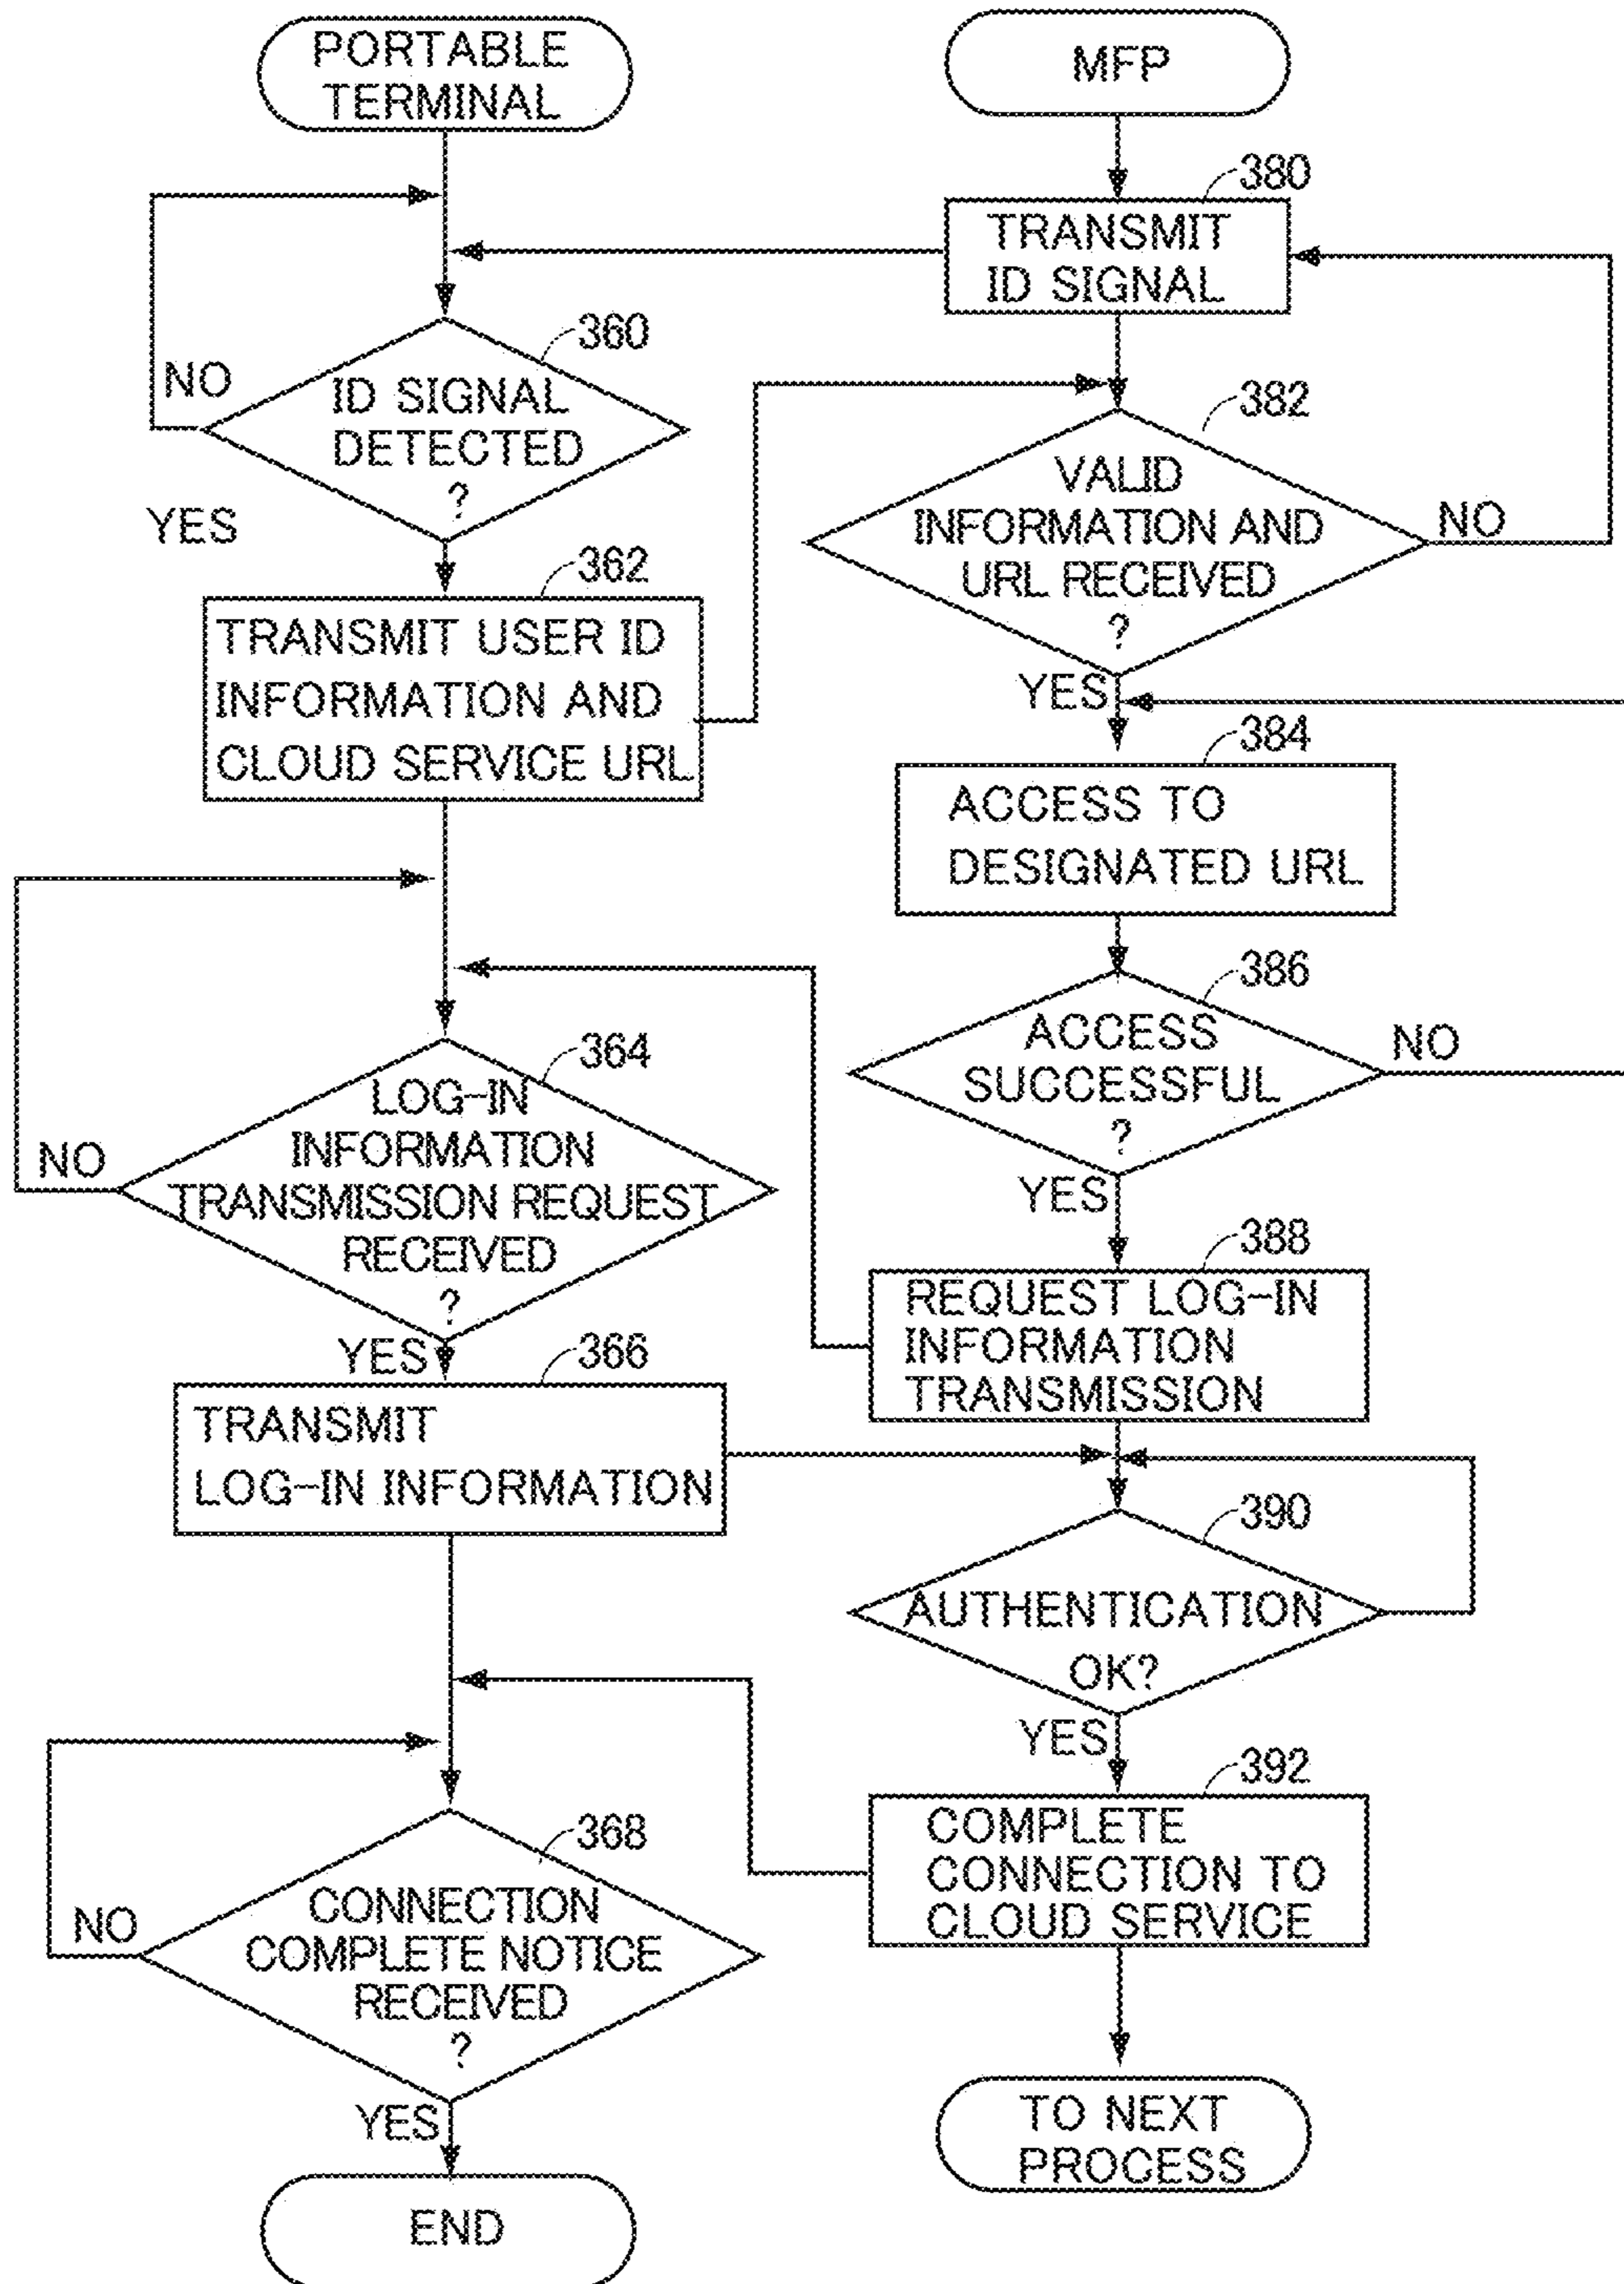 PORTABLE
TERMINAL
360
NO
ID SIGNAL
DETECTED
?
YES
362
TRANSMIT USER ID
INFORMATION AND
CLOUD SERVICE URL
364
LOG-IN
INFORMATION
TRANSMISSION REQUEST
RECEIVED
?
NO
YES
366
TRANSMIT
LOG-IN INFORMATION
368
CONNECTION
COMPLETE NOTICE
RECEIVED
?
NO
YES
END
MFP
380
TRANSMIT
ID SIGNAL
382
VALID
INFORMATION AND
URL RECEIVED
?
NO
YES
384
ACCESS TO
DESIGNATED URL
386
ACCESS
SUCCESSFUL
?
NO
YES
388
REQUEST LOG-IN
INFORMATION
TRANSMISSION
390
AUTHENTICATION
OK?
YES
392
COMPLETE
CONNECTION TO
CLOUD SERVICE
TO NEXT
PROCESS